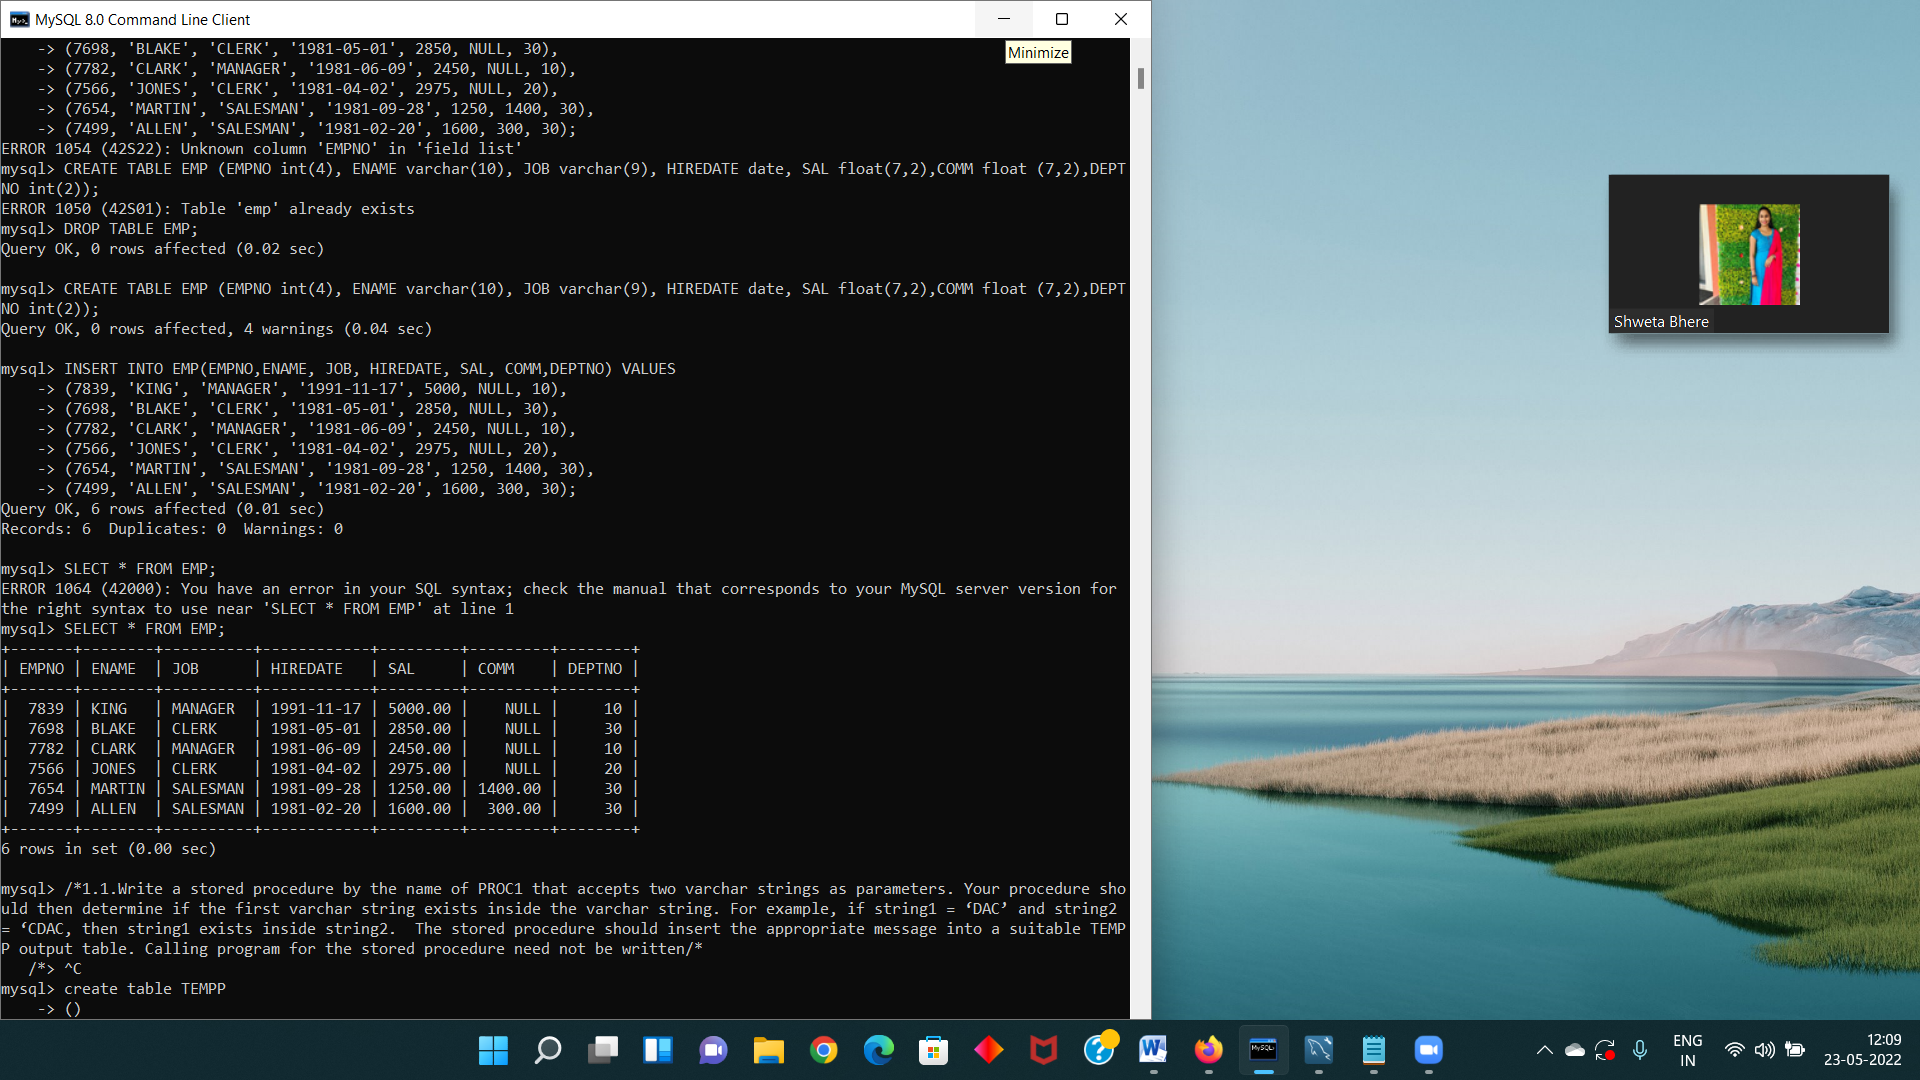 MySQL 8.0 Command Line Client
Minimize
    -> (7698, 'BLAKE', 'CLERK', '1981-05-01', 2850, NULL, 30),
    -> (7782, 'CLARK', 'MANAGER', '1981-06-09', 2450, NULL, 10),
    -> (7566, 'JONES', 'CLERK', '1981-04-02', 2975, NULL, 20),
    -> (7654, 'MARTIN', 'SALESMAN', '1981-09-28', 1250, 1400, 30),
    -> (7499, 'ALLEN', 'SALESMAN', '1981-02-20', 1600, 300, 30);
ERROR 1054 (42S22): Unknown column 'EMPNO' in 'field list'
mysql> CREATE TABLE EMP (EMPNO int(4), ENAME varchar(10), JOB varchar(9), HIREDATE date, SAL float(7,2),COMM float (7,2),DEPT
NO int(2));
ERROR 1050 (42S01): Table 'emp' already exists
mysql> DROP TABLE EMP;
Query OK, 0 rows affected (0.02 sec)
mysql> CREATE TABLE EMP (EMPNO int(4), ENAME varchar(10), JOB varchar(9), HIREDATE date, SAL float(7,2),COMM float (7,2),DEPT
NO int(2));
Query OK, 0 rows affected, 4 warnings (0.04 sec)
mysql> INSERT INTO EMP(EMPNO,ENAME, JOB, HIREDATE, SAL, COMM,DEPTNO) VALUES
    -> (7839, 'KING', 'MANAGER', '1991-11-17', 5000, NULL, 10),
    -> (7698, 'BLAKE', 'CLERK', '1981-05-01', 2850, NULL, 30),
    -> (7782, 'CLARK', 'MANAGER', '1981-06-09', 2450, NULL, 10),
    -> (7566, 'JONES', 'CLERK', '1981-04-02', 2975, NULL, 20),
    -> (7654, 'MARTIN', 'SALESMAN', '1981-09-28', 1250, 1400, 30),
    -> (7499, 'ALLEN', 'SALESMAN', '1981-02-20', 1600, 300, 30);
Query OK, 6 rows affected (0.01 sec)
Records: 6  Duplicates: 0  Warnings: 0
mysql> SLECT * FROM EMP;
ERROR 1064 (42000): You have an error in your SQL syntax; check the manual that corresponds to your MySQL server version for
the right syntax to use near 'SLECT * FROM EMP' at line 1
mysql> SELECT * FROM EMP;
+-------+--------+----------+------------+---------+---------+--------+
| EMPNO | ENAME  | JOB      | HIREDATE   | SAL     | COMM    | DEPTNO |
+-------+--------+----------+------------+---------+---------+--------+
|  7839 | KING   | MANAGER  | 1991-11-17 | 5000.00 |    NULL |     10 |
|  7698 | BLAKE  | CLERK    | 1981-05-01 | 2850.00 |    NULL |     30 |
|  7782 | CLARK  | MANAGER  | 1981-06-09 | 2450.00 |    NULL |     10 |
|  7566 | JONES  | CLERK    | 1981-04-02 | 2975.00 |    NULL |     20 |
|  7654 | MARTIN | SALESMAN | 1981-09-28 | 1250.00 | 1400.00 |     30 |
|  7499 | ALLEN  | SALESMAN | 1981-02-20 | 1600.00 |  300.00 |     30 |
+-------+--------+----------+------------+---------+---------+--------+
6 rows in set (0.00 sec)
mysql> /*1.1.Write a stored procedure by the name of PROC1 that accepts two varchar strings as parameters. Your procedure sho
uld then determine if the first varchar string exists inside the varchar string. For example, if string1 = ‘DAC’ and string2
= ‘CDAC, then string1 exists inside string2.  The stored procedure should insert the appropriate message into a suitable TEMP
P output table. Calling program for the stored procedure need not be written/*
   /*> ^C
mysql> create table TEMPP
    -> ()
Shweta Bhere
MySQL
ENG
IN
12:09
23-05-2022